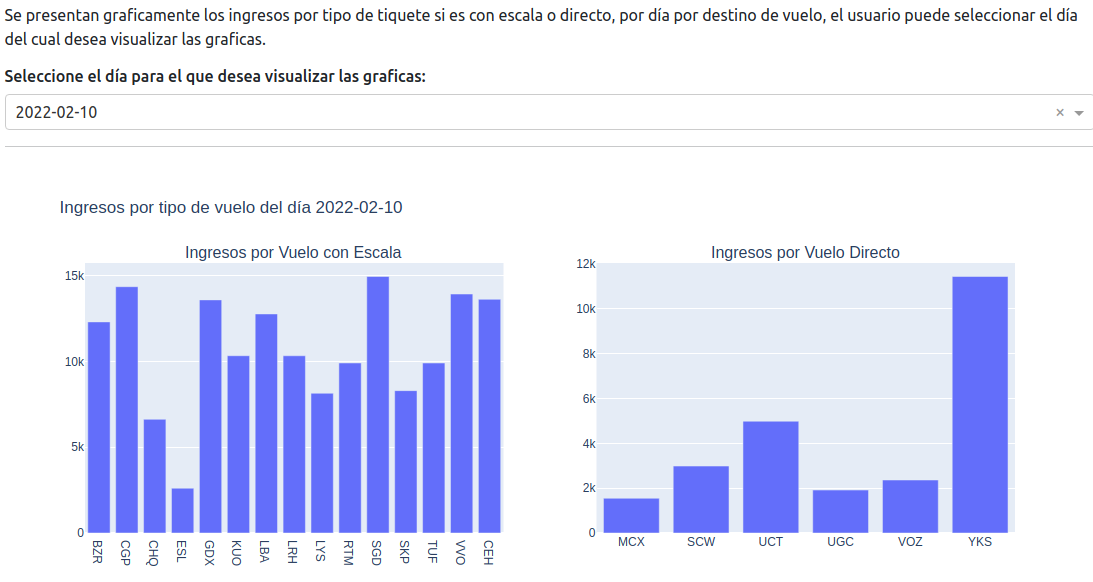 Se presentan graficamente los ingresos por tipo de tiquete si es con escala o directo, por día por destino de vuelo, el usuario puede seleccionar el día
del cual desea visualizar las graficas.
Seleccione el día para el que desea visualizar las graficas:
2022-02-10 ×
Ingresos por tipo de vuelo del día 2022-02-10
Ingresos por Vuelo con Escala
15k
10k
5k
0
BZR CGP CHQ ESL GDX KUO LBA LRH LYS RTM SGD SKP TUF VVO CEH
Ingresos por Vuelo Directo
12k
10k
8k
6k
4k
2k
0
MCX SCW UCT UGC VOZ YKS